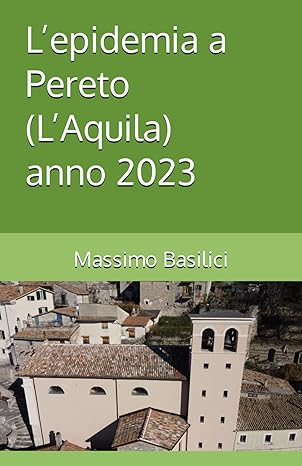 L'epidemia a
Pereto
(L'Aquila)
anno 2023
Massimo Basilici